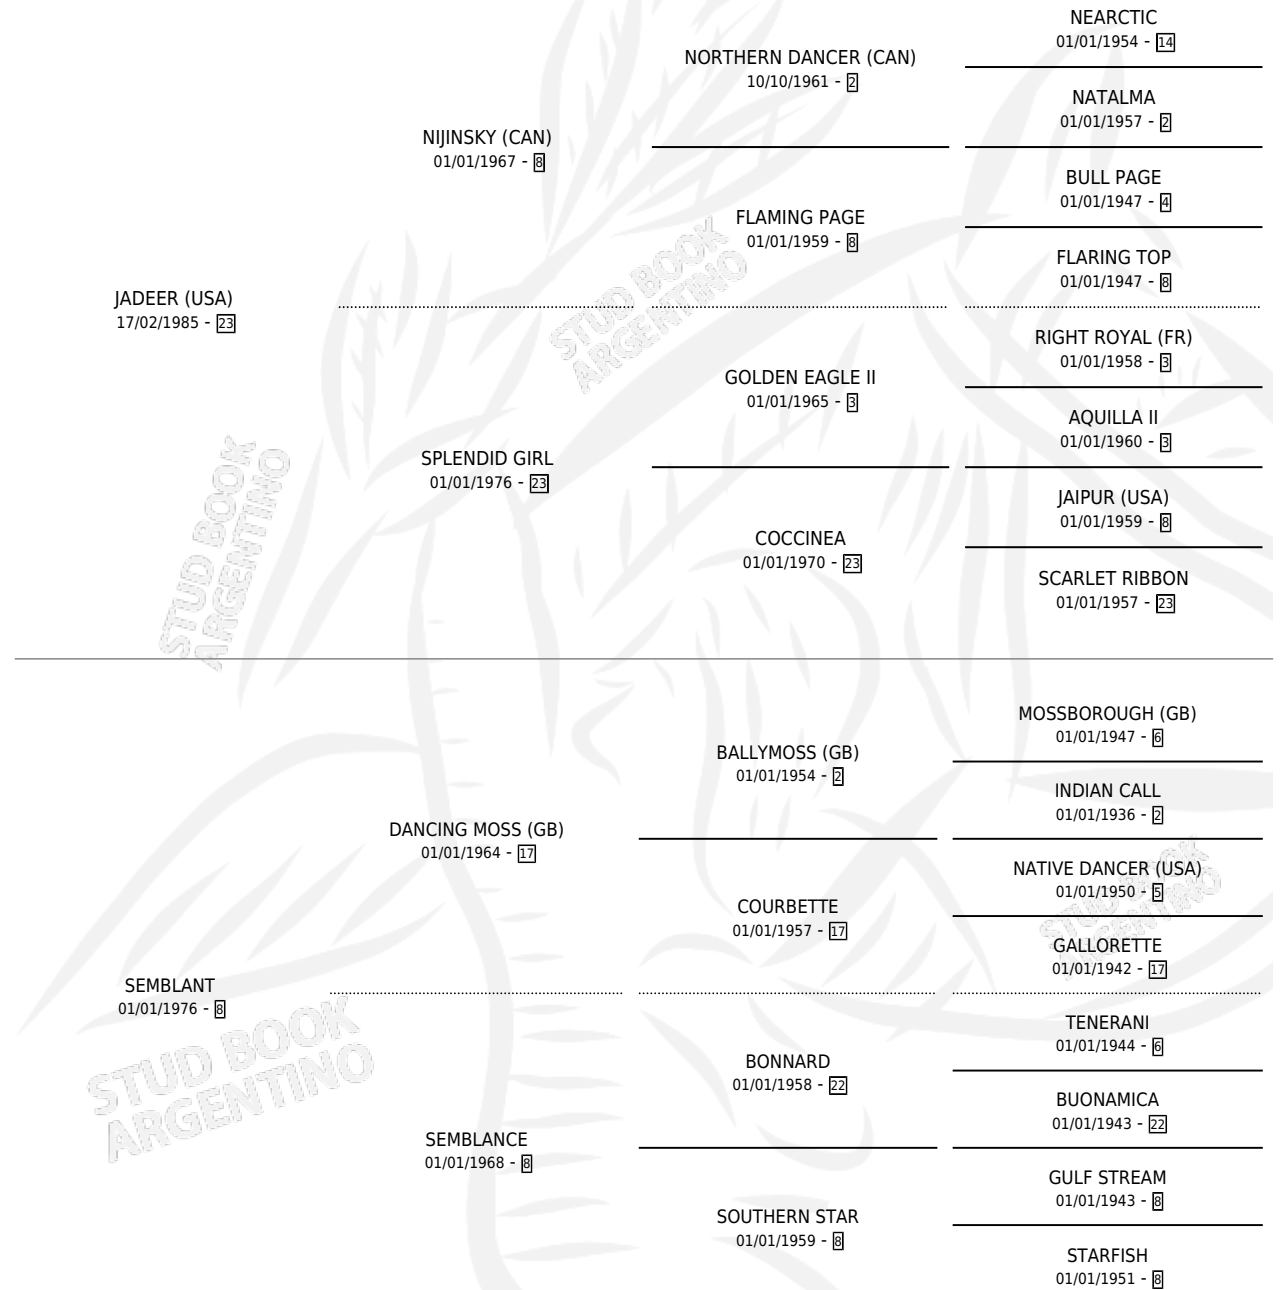 NEARCTIC
01/01/1954 - 14
NORTHERN DANCER (CAN)
10/10/1961 - 2
NATALMA
01/01/1957 - 2
NIJINSKY (CAN)
01/01/1967 - 8
BULL PAGE
01/01/1947 - 4
FLAMING PAGE
01/01/1959 - 8
FLARING TOP
01/01/1947 - 8
JADEER (USA)
17/02/1985 - 23
RIGHT ROYAL (FR)
01/01/1958 - 3
GOLDEN EAGLE II
01/01/1965 - 3
AQUILLA II
01/01/1960 - 3
SPLENDID GIRL
01/01/1976 - 23
JAIPUR (USA)
01/01/1959 - 8
COCCINEA
01/01/1970 - 23
SCARLET RIBBON
01/01/1957 - 23
MOSSBOROUGH (GB)
01/01/1947 - 6
BALLYMOSS (GB)
01/01/1954 - 2
INDIAN CALL
01/01/1936 - 2
DANCING MOSS (GB)
01/01/1964 - 17
NATIVE DANCER (USA)
01/01/1950 - 5
COURBETTE
01/01/1957 - 17
GALLORETTE
01/01/1942 - 17
SEMBLANT
01/01/1976 - 8
TENERANI
01/01/1944 - 6
BONNARD
01/01/1958 - 22
BUONAMICA
01/01/1943 - 22
SEMBLANCE
01/01/1968 - 8
GULF STREAM
01/01/1943 - 8
SOUTHERN STAR
01/01/1959 - 8
STARFISH
01/01/1951 - 8
STUD BOOK
ARGENTINO
STUD BOOK
ARGENTINO
STUD BOOK
ARGENTINO
STUD BOOK
ARGENTINO